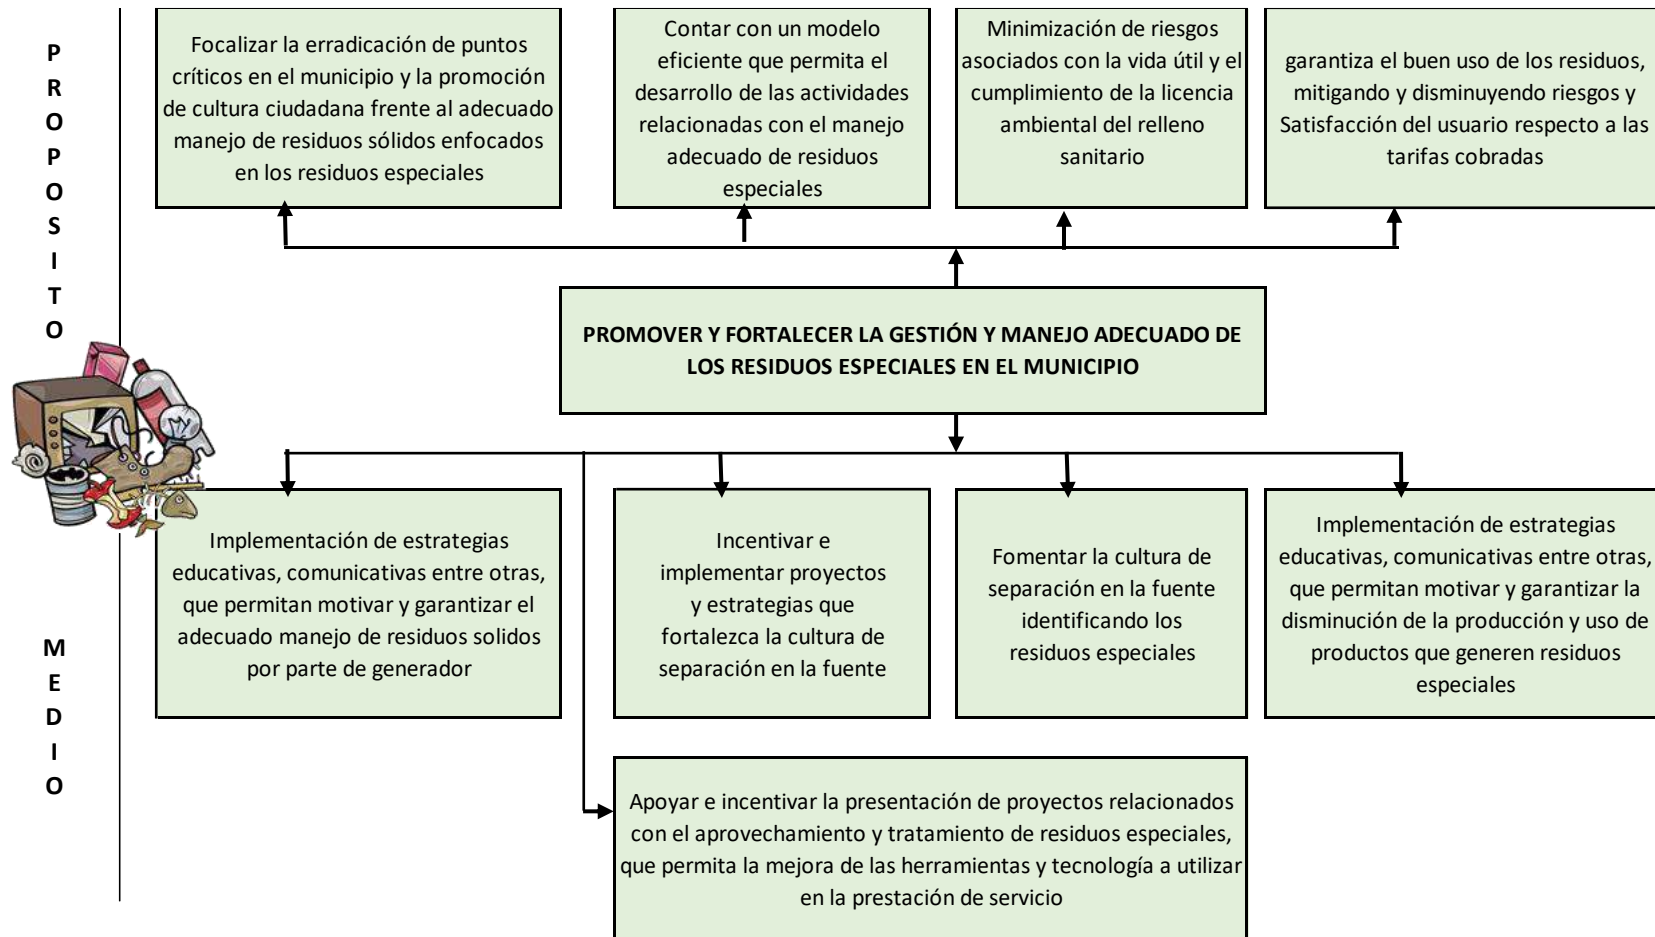 PROPOSITO
Focalizar la erradicación de puntos
críticos en el municipio y la promoción
de cultura ciudadana frente al adecuado
manejo de residuos sólidos enfocados
en los residuos especiales
Contar con un modelo
eficiente que permita el
desarrollo de las actividades
relacionadas con el manejo
adecuado de residuos
especiales
Minimización de riesgos
asociados con la vida útil y el
cumplimiento de la licencia
ambiental del relleno
sanitario
garantiza el buen uso de los residuos,
mitigando y disminuyendo riesgos y
Satisfacción del usuario respecto a las
tarifas cobradas
PROMOVER Y FORTALECER LA GESTIÓN Y MANEJO ADECUADO DE
LOS RESIDUOS ESPECIALES EN EL MUNICIPIO
MEDIO
Implementación de estrategias
educativas, comunicativas entre otras,
que permitan motivar y garantizar el
adecuado manejo de residuos solidos
por parte de generador
Incentivar e
implementar proyectos
y estrategias que
fortalezca la cultura de
separación en la fuente
Fomentar la cultura de
separación en la fuente
identificando los
residuos especiales
Implementación de estrategias
educativas, comunicativas entre otras,
que permitan motivar y garantizar la
disminución de la producción y uso de
productos que generen residuos
especiales
Apoyar e incentivar la presentación de proyectos relacionados
con el aprovechamiento y tratamiento de residuos especiales,
que permita la mejora de las herramientas y tecnología a utilizar
en la prestación de servicio